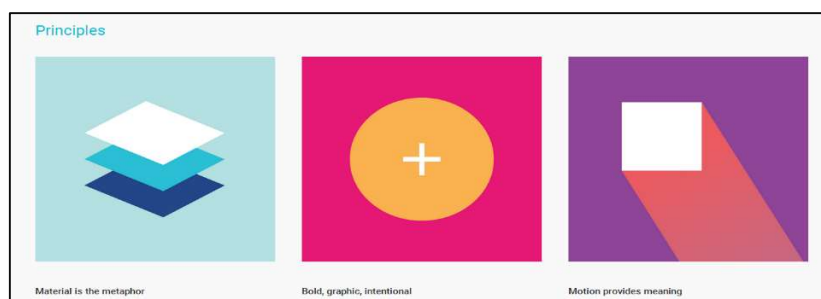 Principles
Material is the metaphor
Bold, graphic, intentional
Motion provides meaning